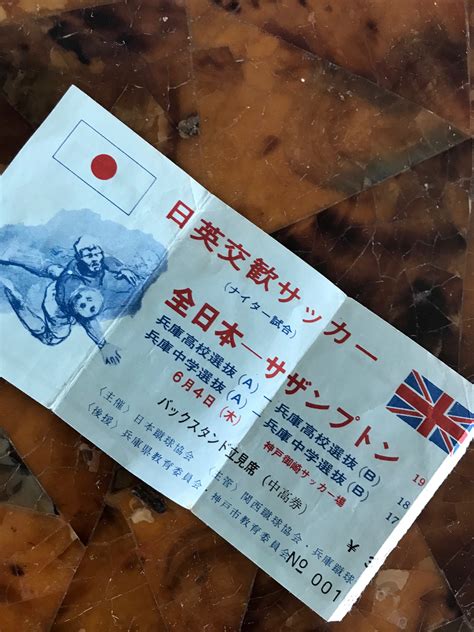 日英交歓サッカー
(ナイター試合)
全日本―サザンプトン 19
兵庫高校選抜(A)―兵庫高校選抜(B) 18
兵庫中学選抜(A)―兵庫中学選抜(B) 17
6月4日(木) 神戸御崎サッカー場
バックスタンド立見席(中高券) ¥
〈主催〉日本蹴球協会 〈主管〉関西蹴球協会・兵庫蹴球
〈後援〉兵庫県教育委員会・神戸市教育委員会
No 001